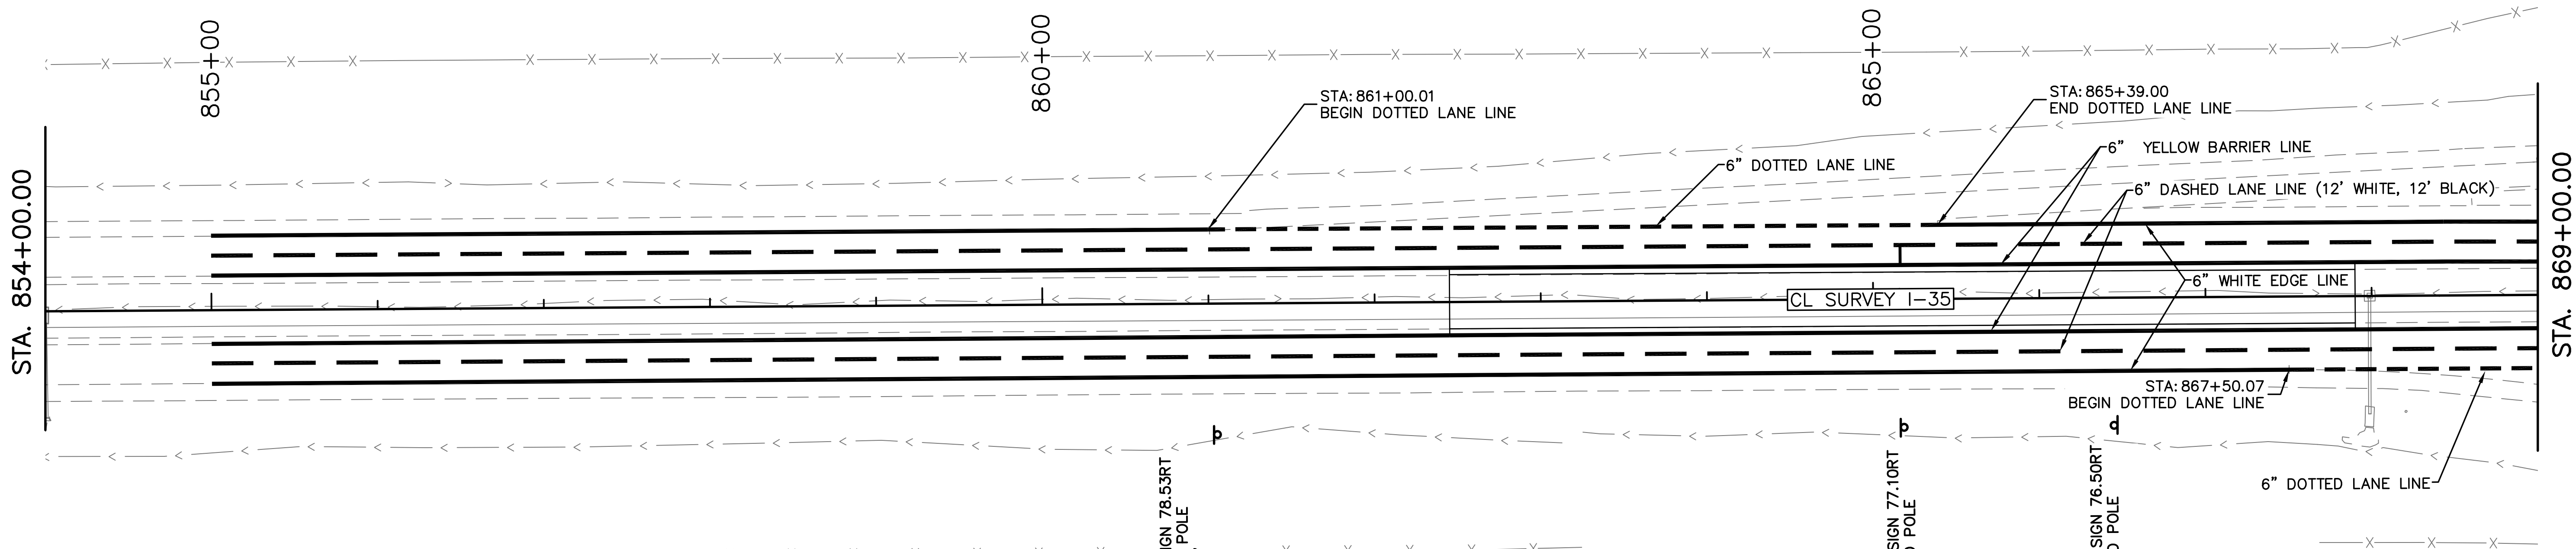 855+00
860+00
865+00
STA: 861+00.01
BEGIN DOTTED LANE LINE
STA: 865+39.00
END DOTTED LANE LINE
6" DOTTED LANE LINE
6" YELLOW BARRIER LINE
6" DASHED LANE LINE (12' WHITE, 12' BLACK)
STA. 854+00.00
STA. 869+00.00
6" WHITE EDGE LINE
CL SURVEY I-35
STA: 867+50.07
BEGIN DOTTED LANE LINE
6" DOTTED LANE LINE
78.53RT
POLE
SIGN 77.10RT
POLE
76.50RT
POLE